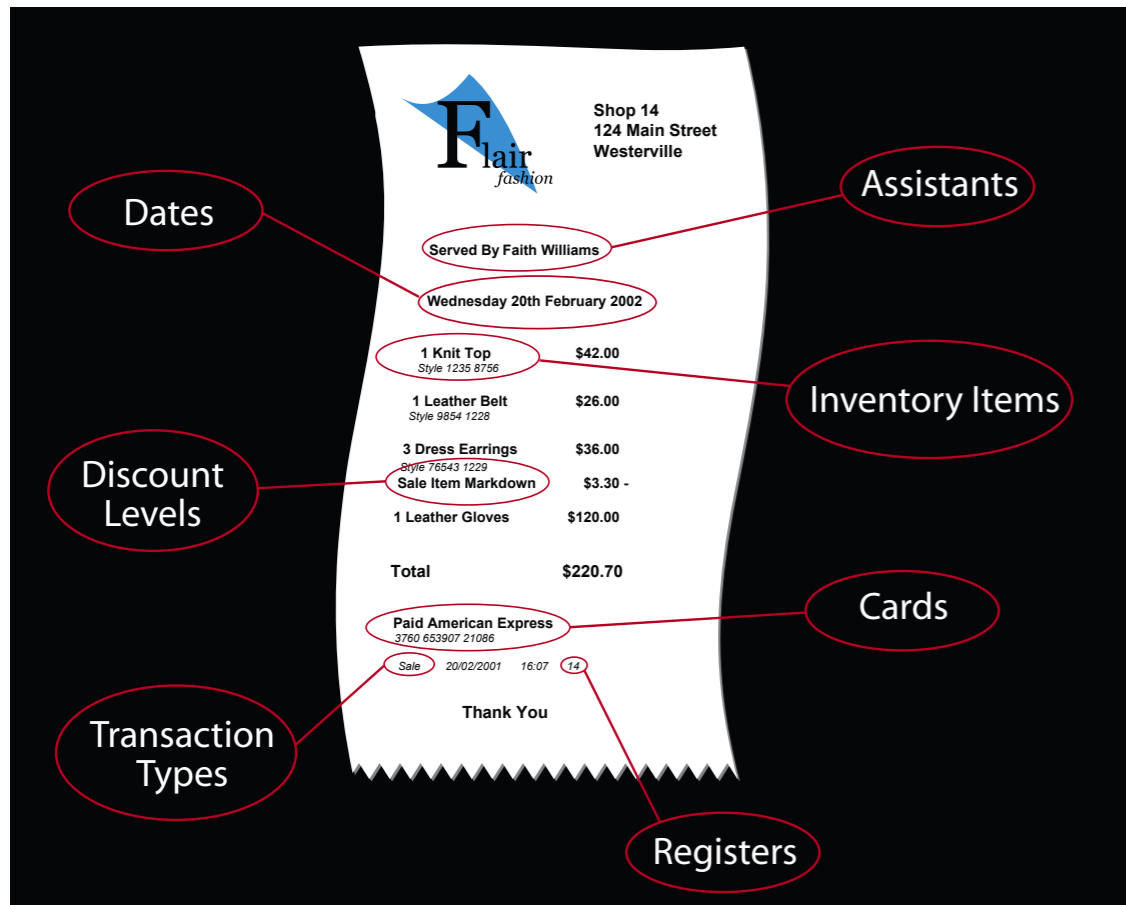 Flair
fashion
Shop 14
124 Main Street
Westerville
Assistants
Dates
Served By Faith Williams
Wednesday 20th February 2002
1 Knit Top $42.00
Style 1235 8756
Inventory Items
1 Leather Belt $26.00
Style 9854 1228
3 Dress Earrings $36.00
Style 76543 1229
Discount
Levels
Sale Item Markdown $3.30 -
1 Leather Gloves $120.00
Total $220.70
Cards
Paid American Express
3760 653907 21086
Sale 20/02/2001 16:07 14
Thank You
Transaction
Types
Registers